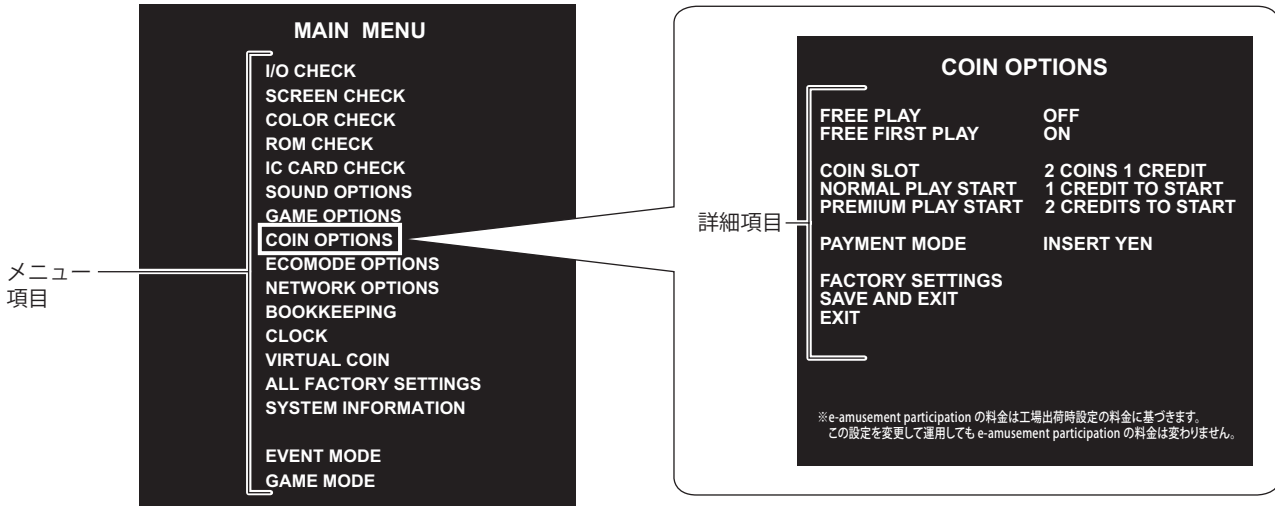 MAIN MENU
I/O CHECK
SCREEN CHECK
COLOR CHECK
ROM CHECK
IC CARD CHECK
SOUND OPTIONS
GAME OPTIONS
COIN OPTIONS
ECOMODE OPTIONS
NETWORK OPTIONS
BOOKKEEPING
CLOCK
VIRTUAL COIN
ALL FACTORY SETTINGS
SYSTEM INFORMATION
EVENT MODE
GAME MODE
メニュー
項目
詳細項目
COIN OPTIONS
FREE PLAY OFF
FREE FIRST PLAY ON
COIN SLOT 2 COINS 1 CREDIT
NORMAL PLAY START 1 CREDIT TO START
PREMIUM PLAY START 2 CREDITS TO START
PAYMENT MODE INSERT YEN
FACTORY SETTINGS
SAVE AND EXIT
EXIT
※e-amusement participation の料金は工場出荷時設定の料金に基づきます。
この設定を変更して運用しても e-amusement participation の料金は変わりません。